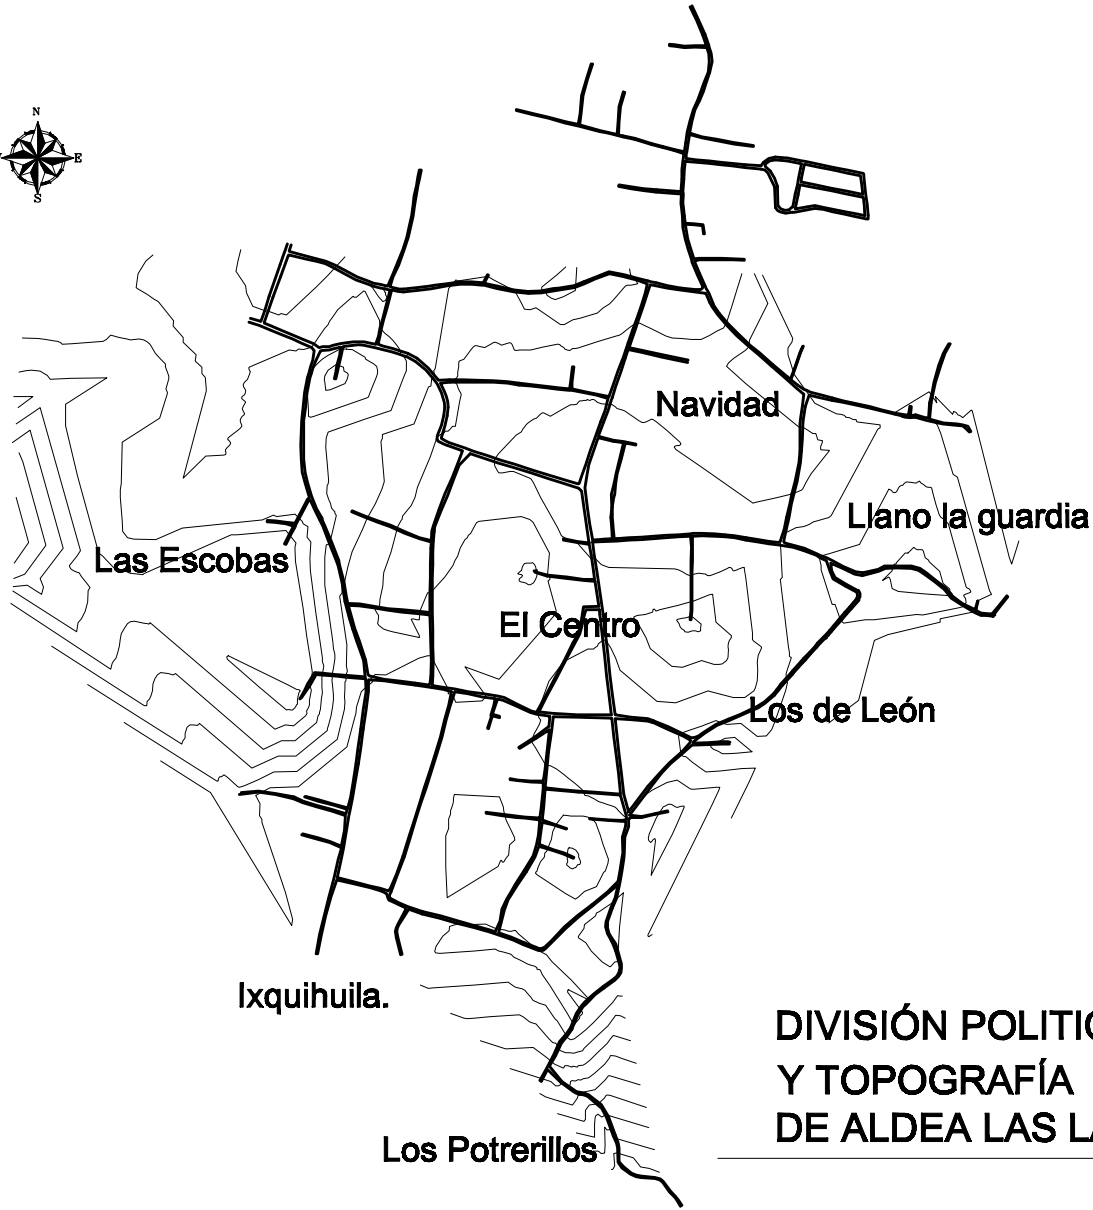 N
E
S
Navidad
Llano la guardia
Las Escobas
El Centro
Los de León
Ixquihuila.
DIVISIÓN POLITI
Y TOPOGRAFÍA
DE ALDEA LAS
Los Potrerillos